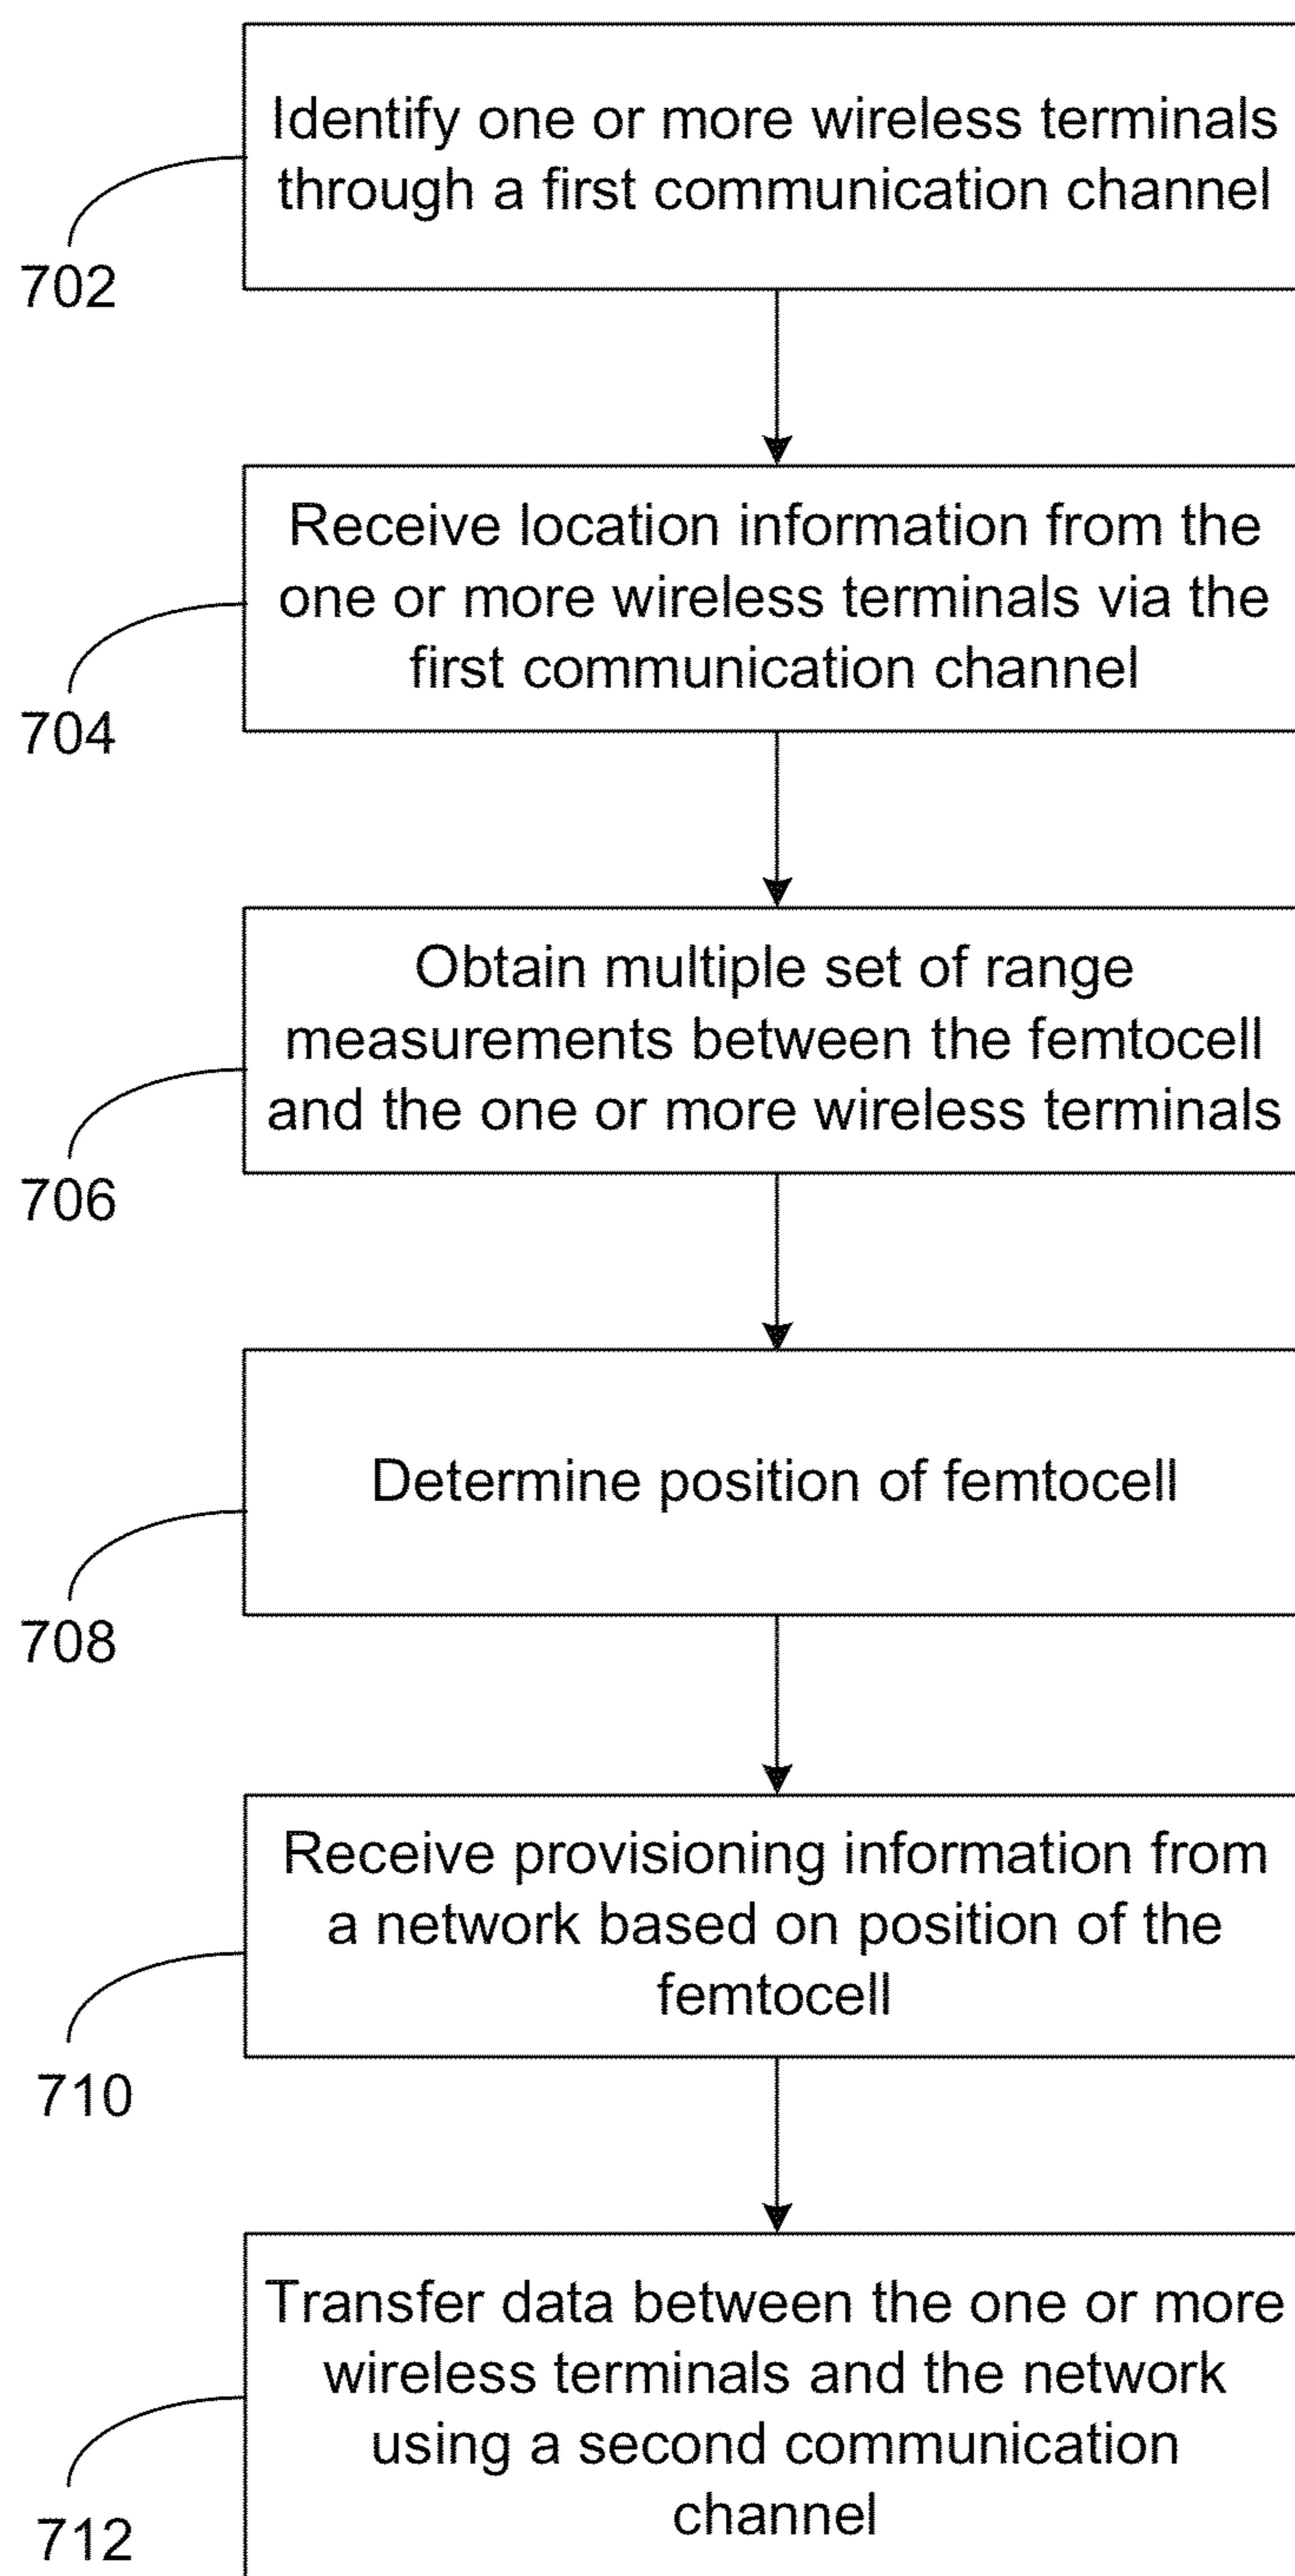 Identify one or more wireless terminals
through a first communication channel
702
Receive location information from the
one or more wireless terminals via the
first communication channel
704
Obtain multiple set of range
measurements between the femtocell
and the one or more wireless terminals
706
Determine position of femtocell
708
Receive provisioning information from
a network based on position of the
femtocell
710
Transfer data between the one or more
wireless terminals and the network
using a second communication
channel
712